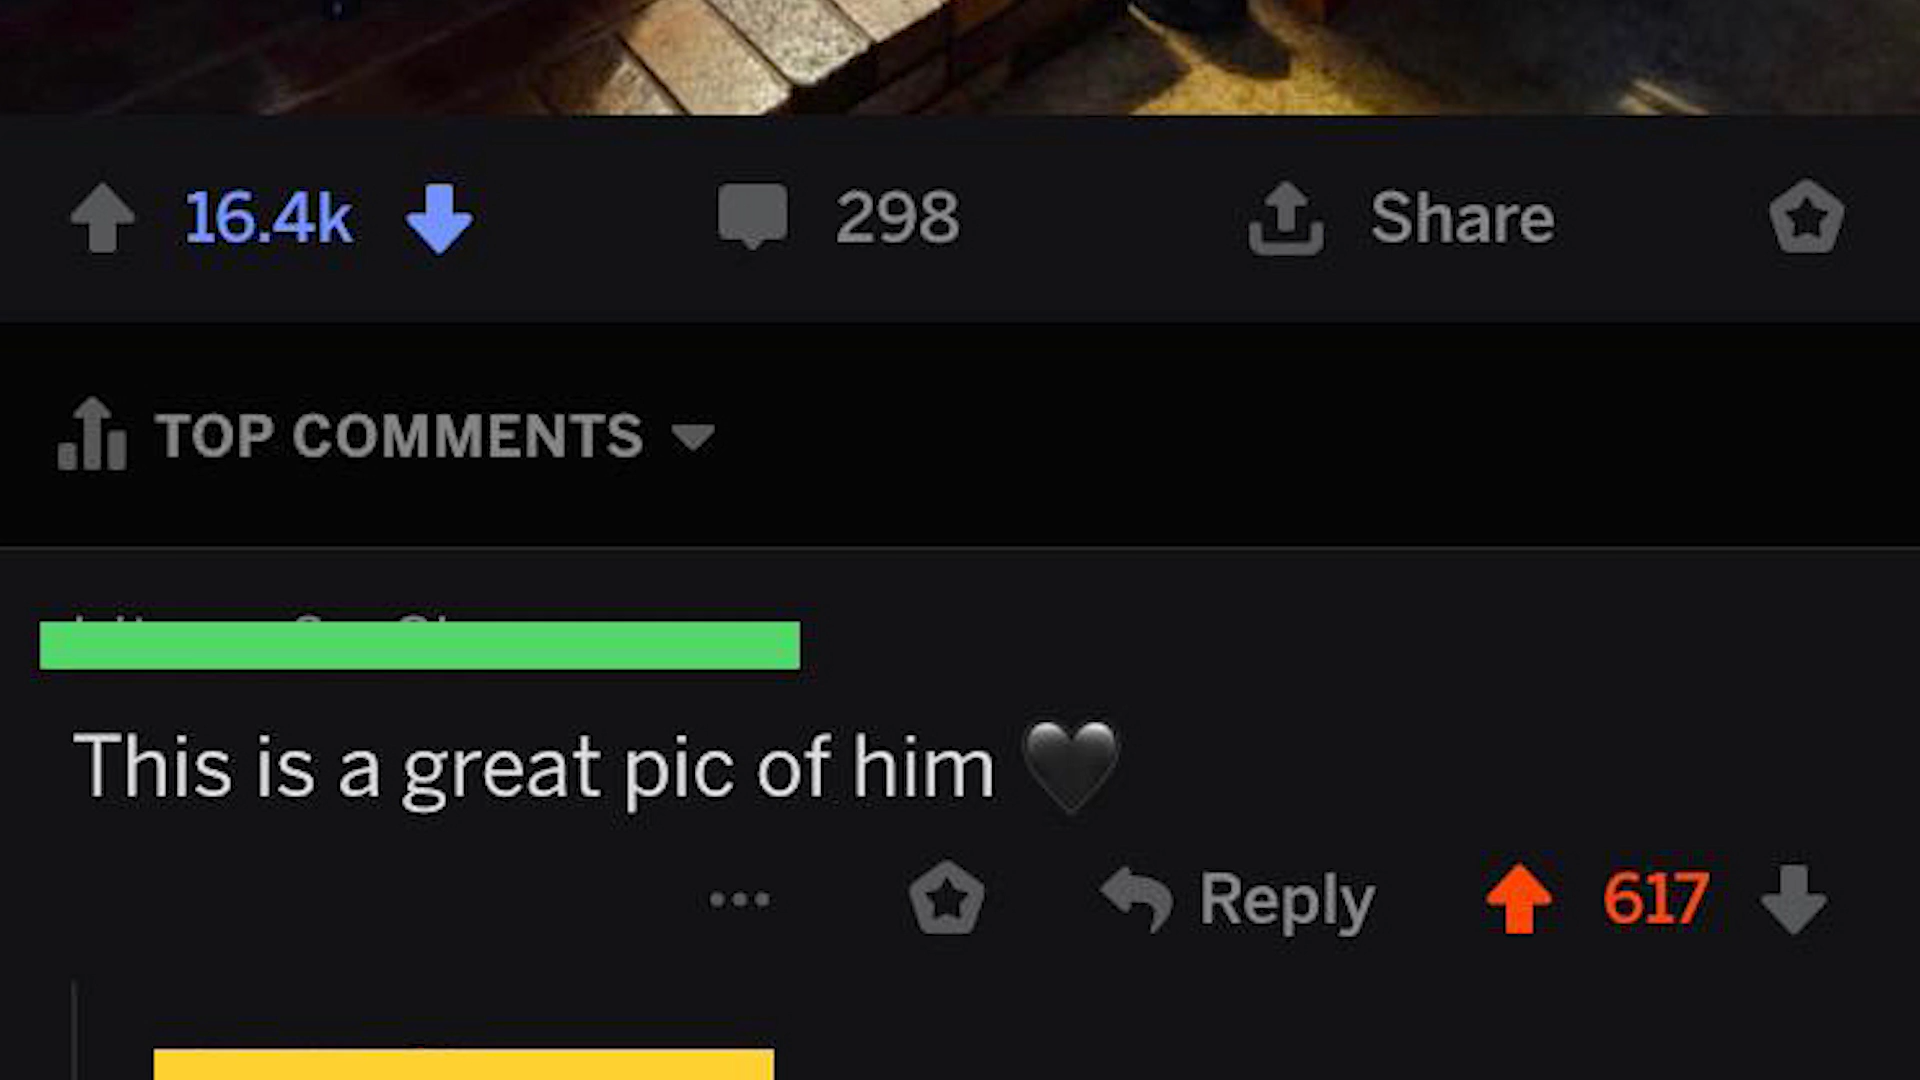 16.4k 298 Share
TOP COMMENTS
This is a great pic of him 🖤
Reply 617